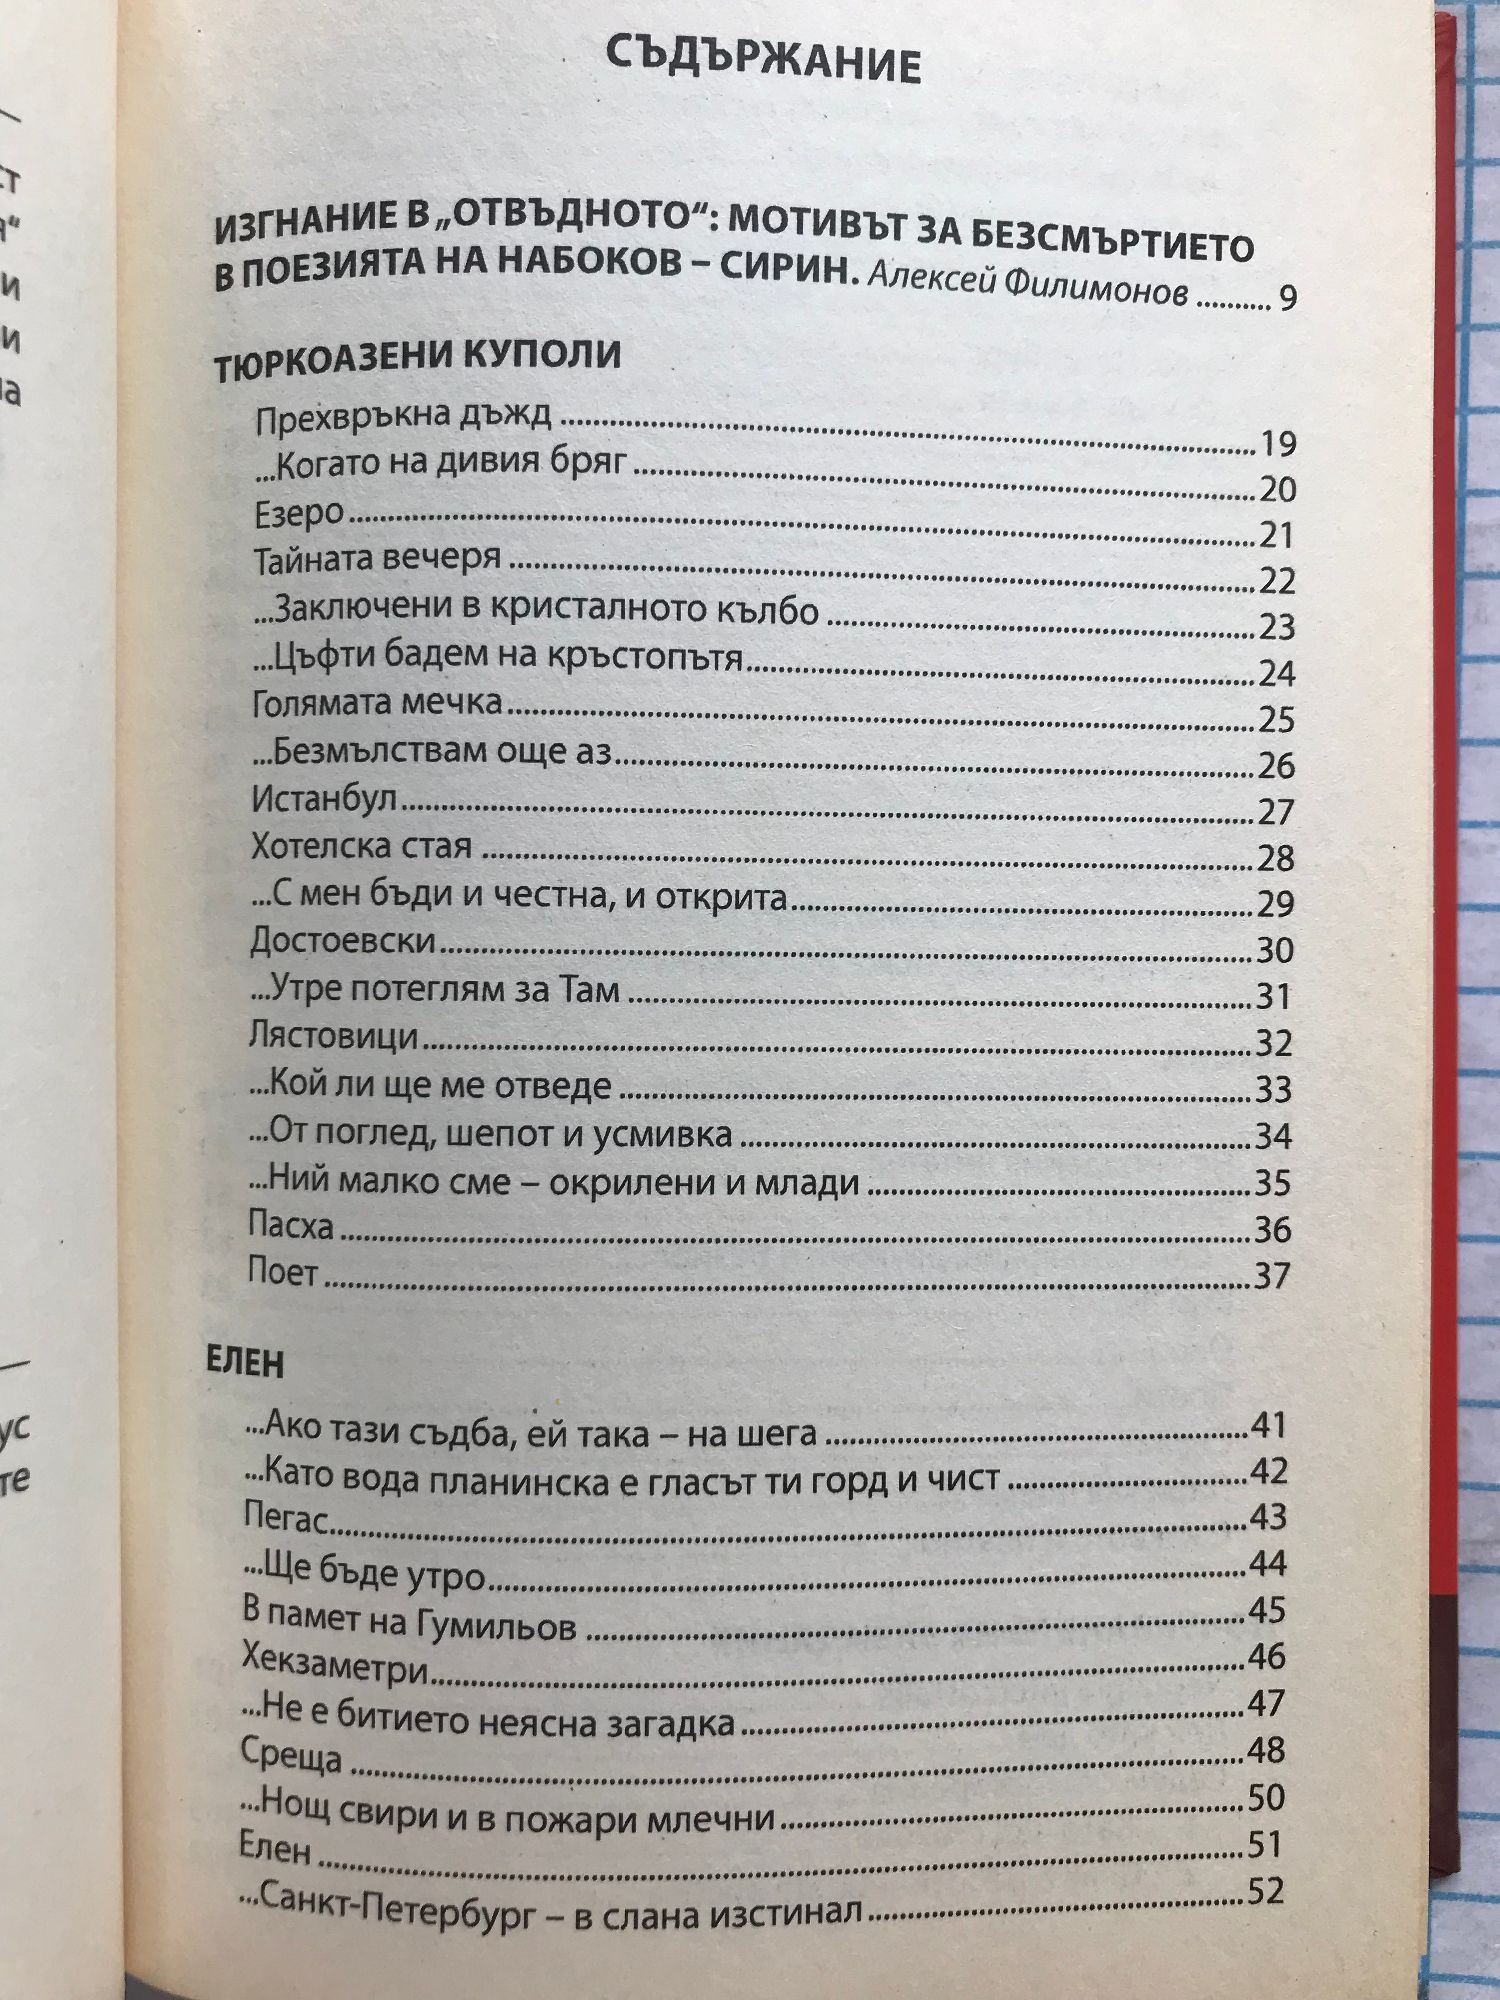 СЪДЪРЖАНИЕ
ИЗГНАНИЕ В „ОТВЪДНОТО“: МОТИВЪТ ЗА БЕЗСМЪРТИЕТО
В ПОЕЗИЯТА НА НАБОКОВ – СИРИН. Алексей Филимонов .......... 9
ТЮРКОАЗЕНИ КУПОЛИ
Прехвръкна дъжд ..........19
...Когато на дивия бряг ..........20
Езеро ..........21
Тайната вечеря ..........22
...Заключени в кристалното кълбо ..........23
...Цъфти бадем на кръстопътя ..........24
Голямата мечка ..........25
...Безмълствам още аз ..........26
Истанбул ..........27
Хотелска стая ..........28
...С мен бъди и честна, и открита ..........29
Достоевски ..........30
...Утре потеглям за Там ..........31
Лястовици ..........32
...Кой ли ще ме отведе ..........33
...От поглед, шепот и усмивка ..........34
...Ний малко сме – окрилени и млади ..........35
Пасха ..........36
Поет ..........37
ЕЛЕН
...Ако тази съдба, ей така – на шега ..........41
...Като вода планинска е гласът ти горд и чист ..........42
Пегас ..........43
...Ще бъде утро ..........44
В памет на Гумильов ..........45
Хекзаметри ..........46
...Не е битието неясна загадка ..........47
Среща ..........48
...Нощ свири и в пожари млечни ..........50
Елен ..........51
...Санкт-Петербург – в слана изстинал ..........52